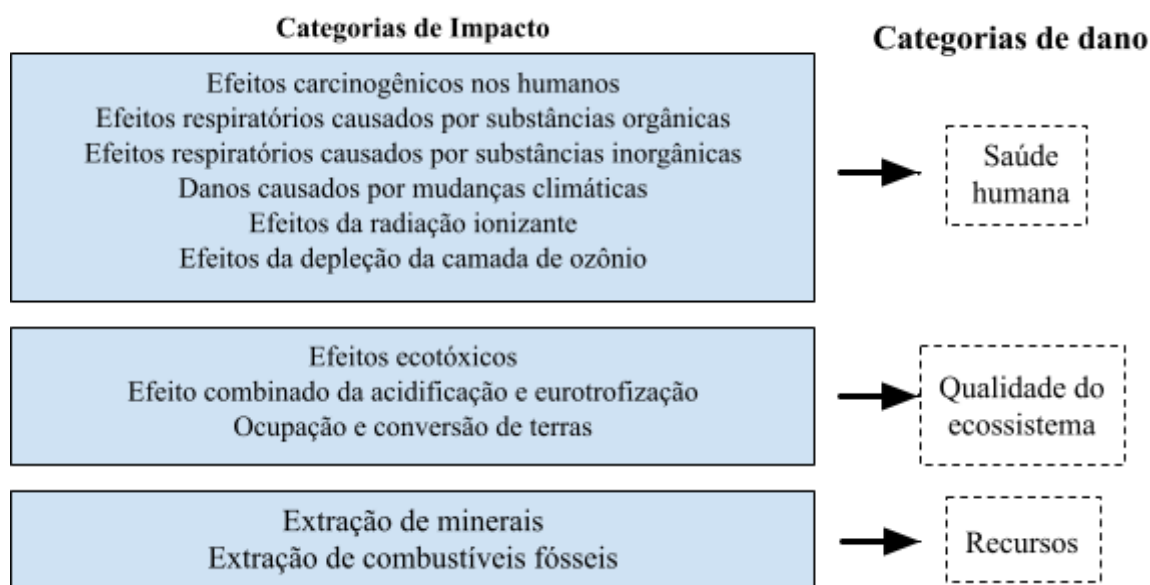 Categorias de Impacto
Categorias de dano
Efeitos carcinogênicos nos humanos
Efeitos respiratórios causados por substâncias orgânicas
Efeitos respiratórios causados por substâncias inorgânicas
Danos causados por mudanças climáticas
Efeitos da radiação ionizante
Efeitos da depleção da camada de ozônio
Saúde
humana
Efeitos ecotóxicos
Efeito combinado da acidificação e eurotrofização
Ocupação e conversão de terras
Qualidade do
ecossistema
Extração de minerais
Extração de combustíveis fósseis
Recursos